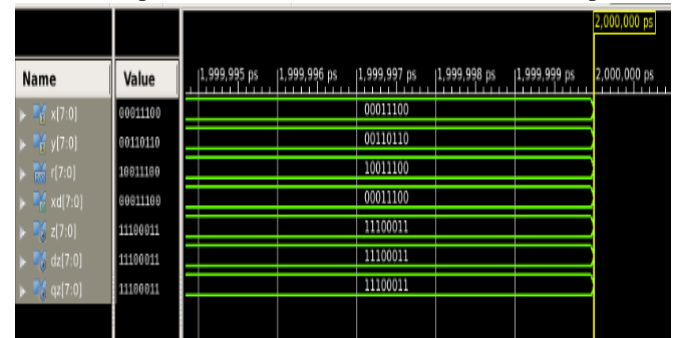 2,000,000 ps
Name Value 1,999,995 ps 1,999,996 ps 1,999,997 ps 1,999,998 ps 1,999,999 ps 2,000,000 ps
x[7:0] 00011100 00011100
y[7:0] 00110110 00110110
r[7:0] 10011100 10011100
xd[7:0] 00011100 00011100
z[7:0] 11100011 11100011
dz[7:0] 11100011 11100011
qz[7:0] 11100011 11100011